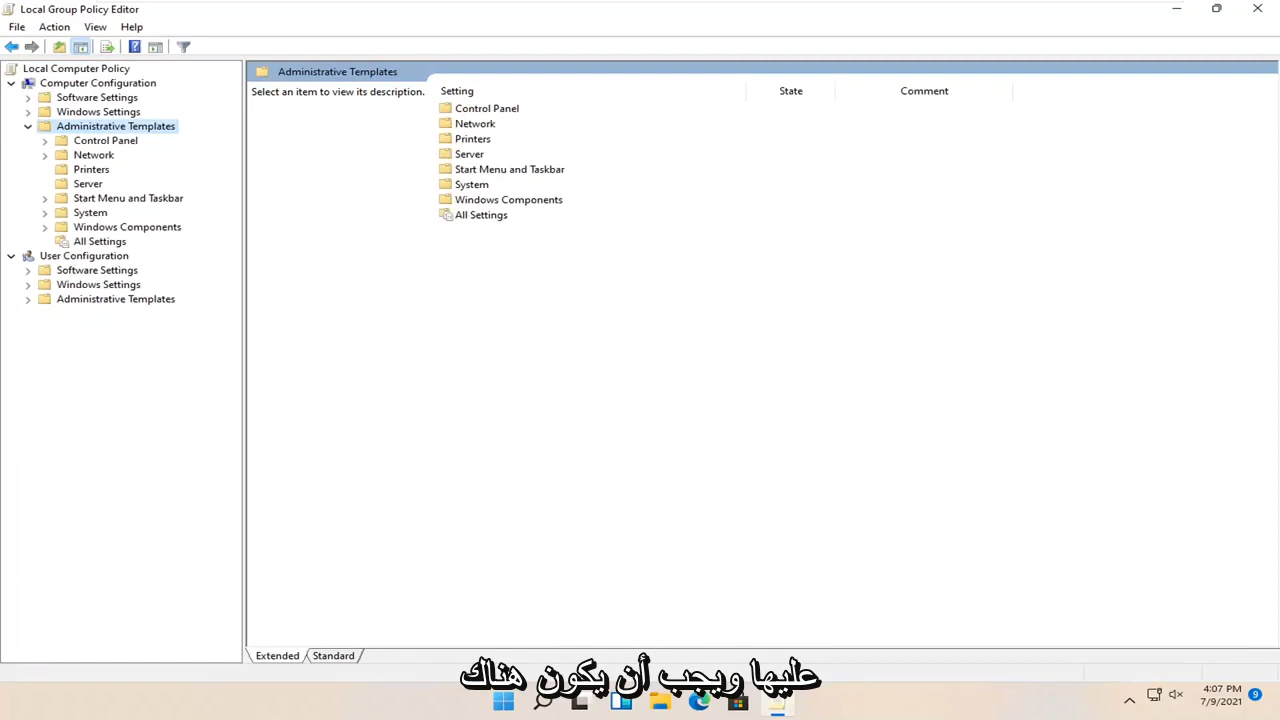 Local Group Policy Editor
File Action View Help
Local Computer Policy
Computer Configuration
Software Settings
Windows Settings
Administrative Templates
Control Panel
Network
Printers
Server
Start Menu and Taskbar
System
Windows Components
All Settings
User Configuration
Software Settings
Windows Settings
Administrative Templates
Administrative Templates
Select an item to view its description.
Setting State Comment
Control Panel
Network
Printers
Server
Start Menu and Taskbar
System
Windows Components
All Settings
Extended Standard
عليها ويجب أن يكون هناك
4:07 PM
7/9/2021
9